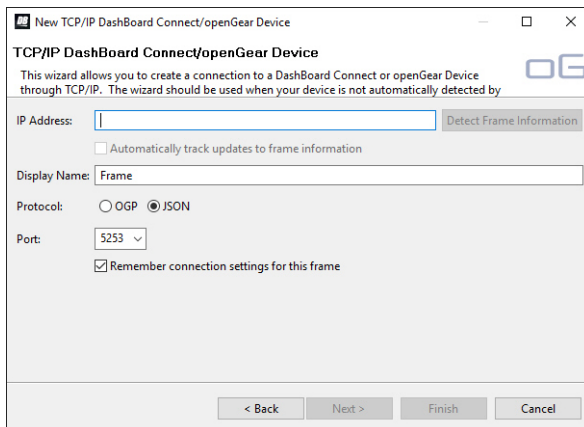 DB New TCP/IP DashBoard Connect/openGear Device
TCP/IP DashBoard Connect/openGear Device
This wizard allows you to create a connection to a DashBoard Connect or openGear Device
through TCP/IP. The wizard should be used when your device is not automatically detected by
oG
IP Address: Detect Frame Information
Automatically track updates to frame information
Display Name: Frame
Protocol: OGP JSON
Port: 5253
Remember connection settings for this frame
< Back Next > Finish Cancel